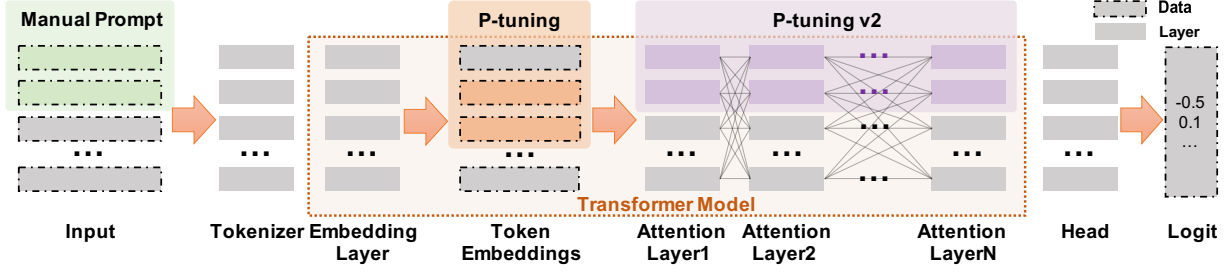 Manual Prompt
P-tuning
P-tuning v2
Data
Layer
...
...
...
...
...
...
...
...
...
...
...
-0.5
0.1
...
Transformer Model
Input
Tokenizer
Embedding
Layer
Token
Embeddings
Attention
Layer1
Attention
Layer2
Attention
LayerN
Head
Logit